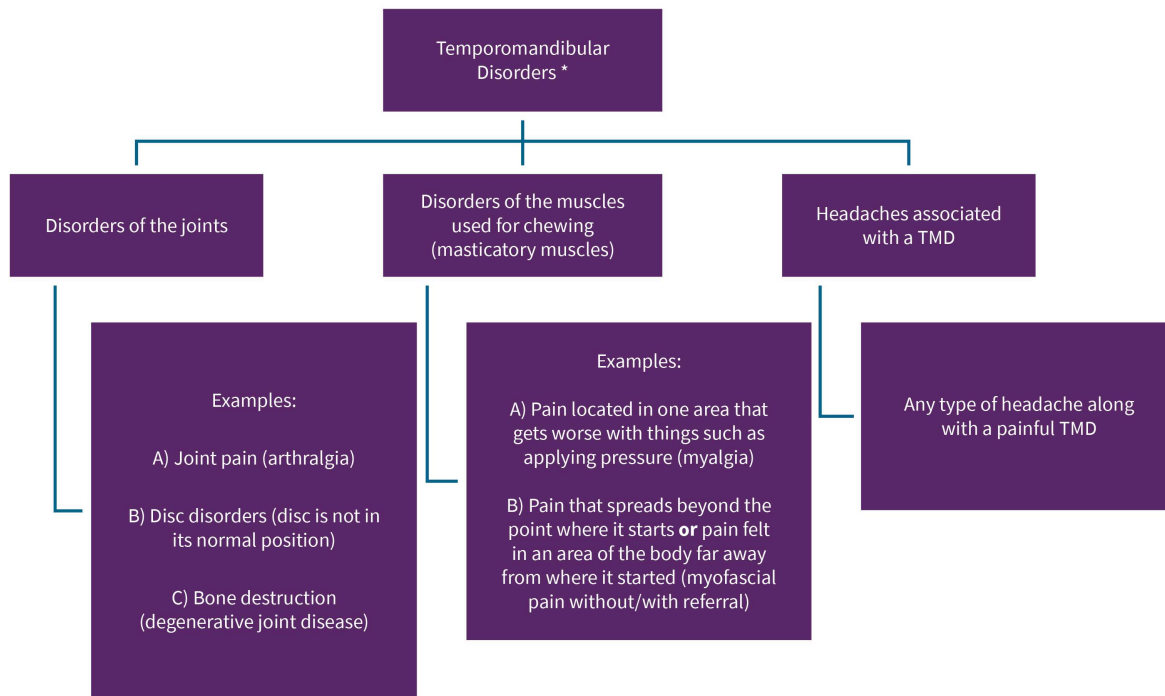 Temporomandibular
Disorders *
Disorders of the joints
Disorders of the muscles
used for chewing
(masticatory muscles)
Headaches associated
with a TMD
Examples:
A) Joint pain (arthralgia)
B) Disc disorders (disc is not in
its normal position)
C) Bone destruction
(degenerative joint disease)
Examples:
A) Pain located in one area that
gets worse with things such as
applying pressure (myalgia)
B) Pain that spreads beyond the
point where it starts or pain felt
in an area of the body far away
from where it started (myofascial
pain without/with referral)
Any type of headache along
with a painful TMD